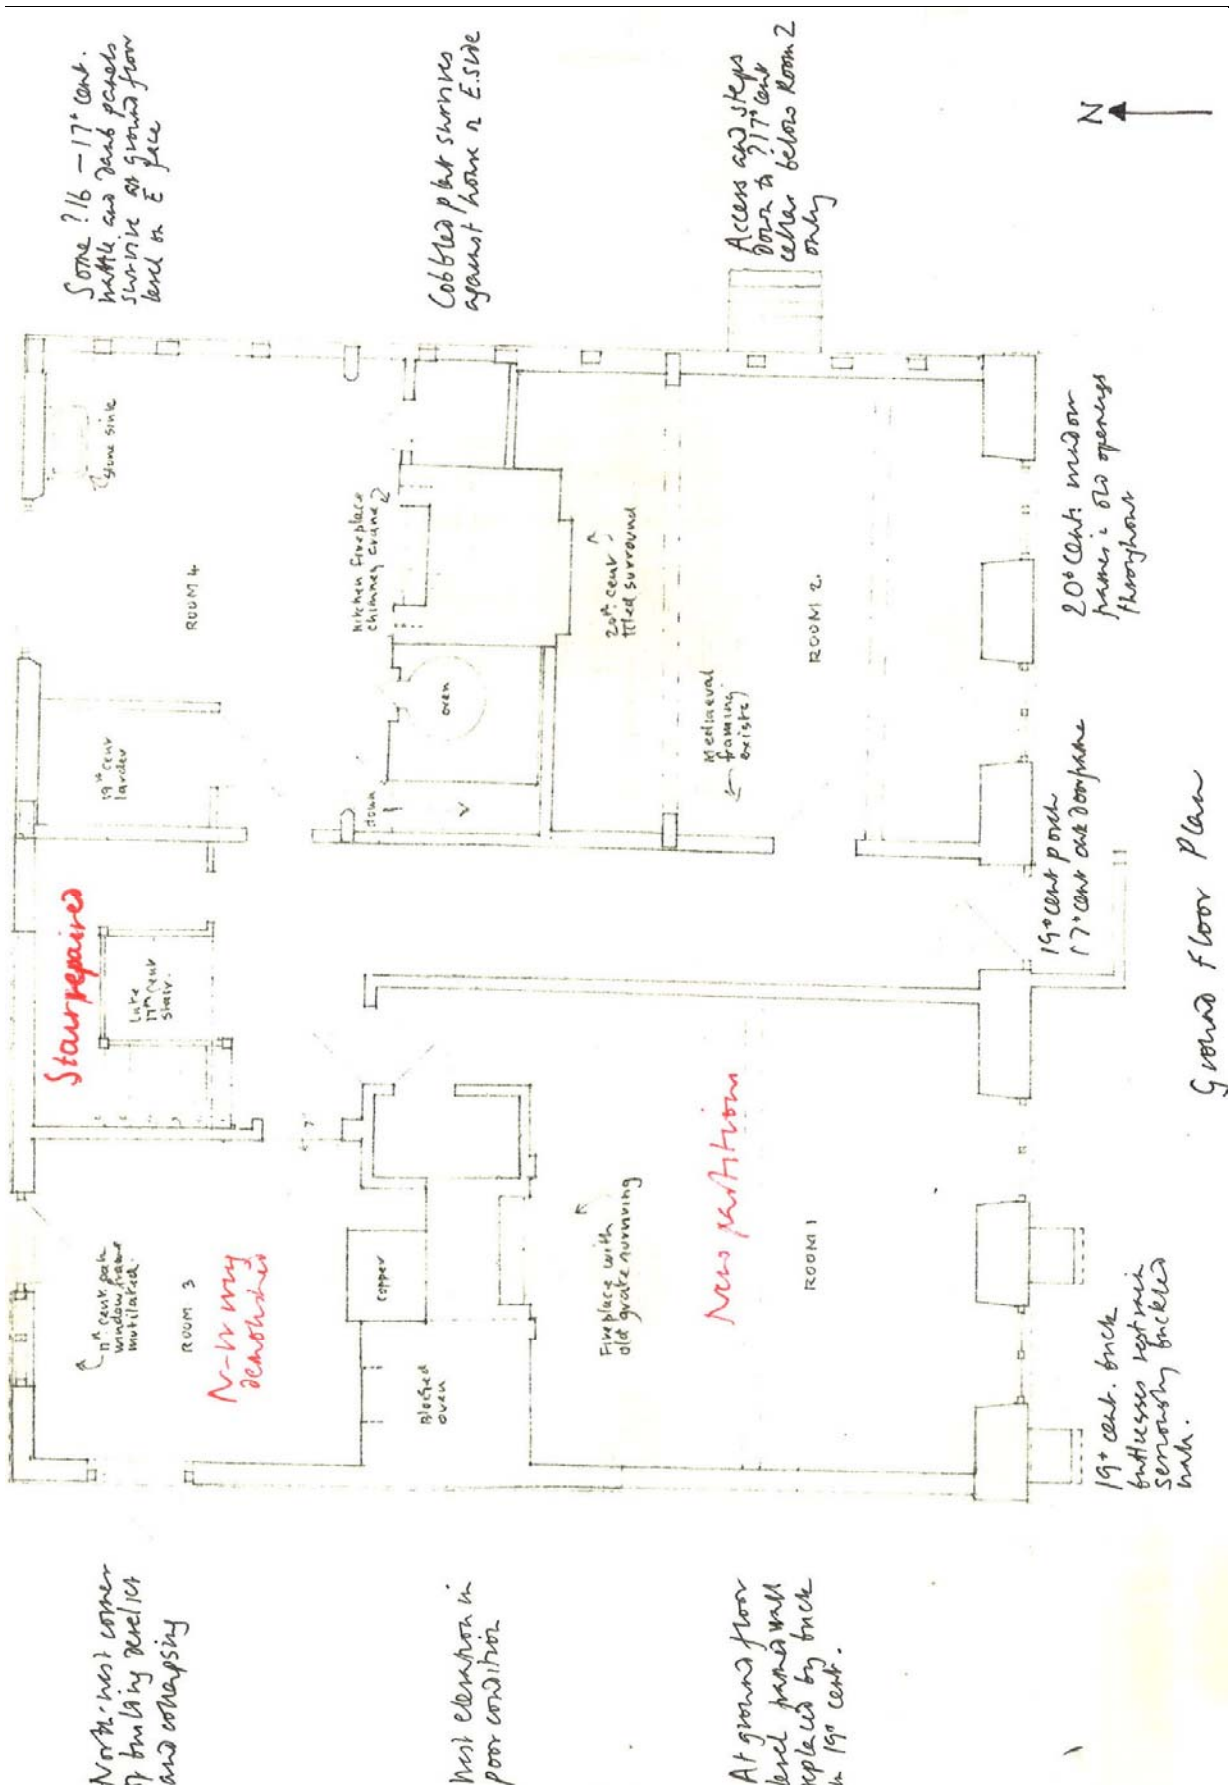 North-west corner
of building derelict
and collapsing
West elevation in
poor condition
At ground floor
level framed wall
replaced by brick
in 19th cent.
17th cent. oak
window frame
mutilated.
ROOM 3
N-W wing
demolished
copper
Blocked
oven
Fireplace with
old grate surviving
New partition
ROOM 1
19th cent. brick
buttresses restrain
seriously buckled
wall.
Stair repaired
Late
17th cent
stair.
19th cent
larder
down
oven
ROOM 4
Stone sink
Kitchen fireplace
chimney crane
20th cent
tiled surround
Mediaeval
framing
exists
ROOM 2.
19th cent porch
17th cent oak doorframe
20th cent. window
frames in old openings
throughout
Some ?16 – 17th cent.
wattle and daub panels
survive at ground floor
level on E face
Cobbled path survives
against house on E. side
Access and steps
down to ?17th cent
cellar below Room 2
only
N
Ground Floor Plan